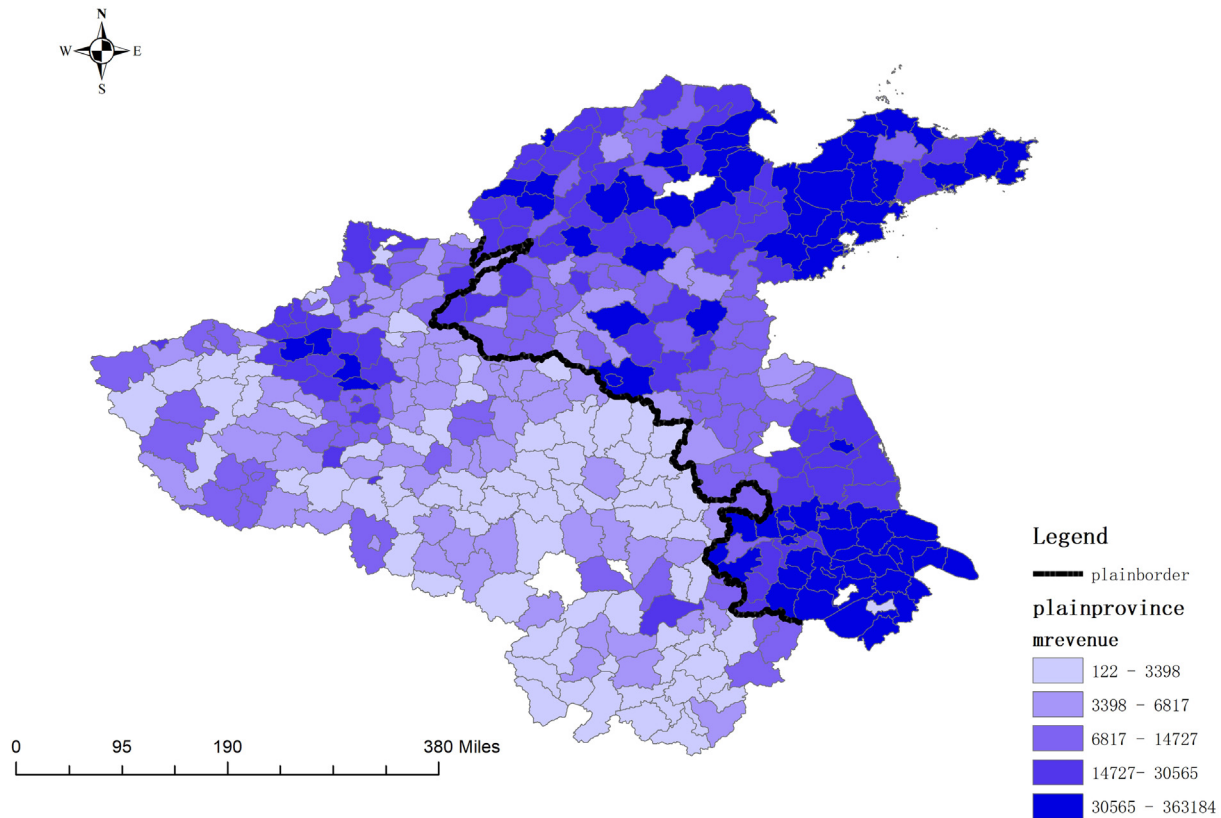 N
W E
S
Legend
plainborder
plainprovince
mrevenue
122 - 3398
3398 - 6817
6817 - 14727
14727- 30565
30565 - 363184
0 95 190 380 Miles